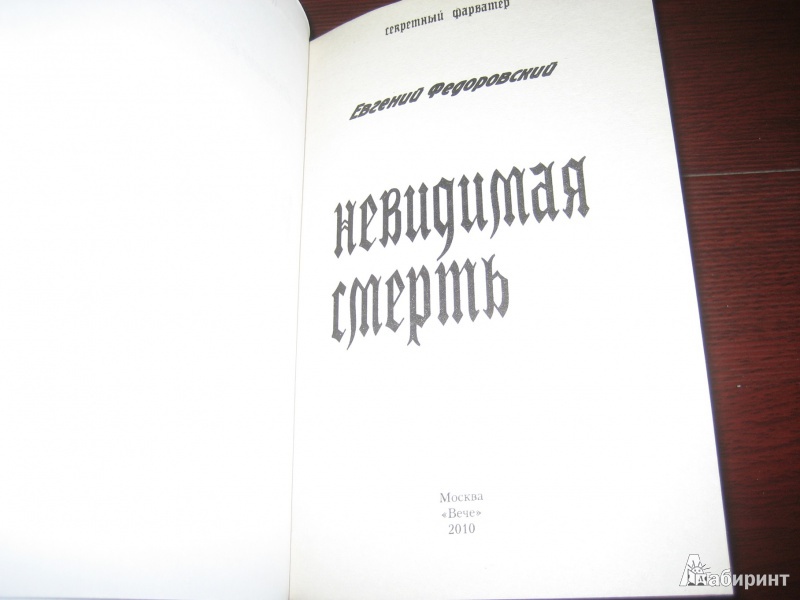 секретный фарватер
Евгений Федоровский
невидимая
смерть
Москва
«Вече»
2010
Лабиринт